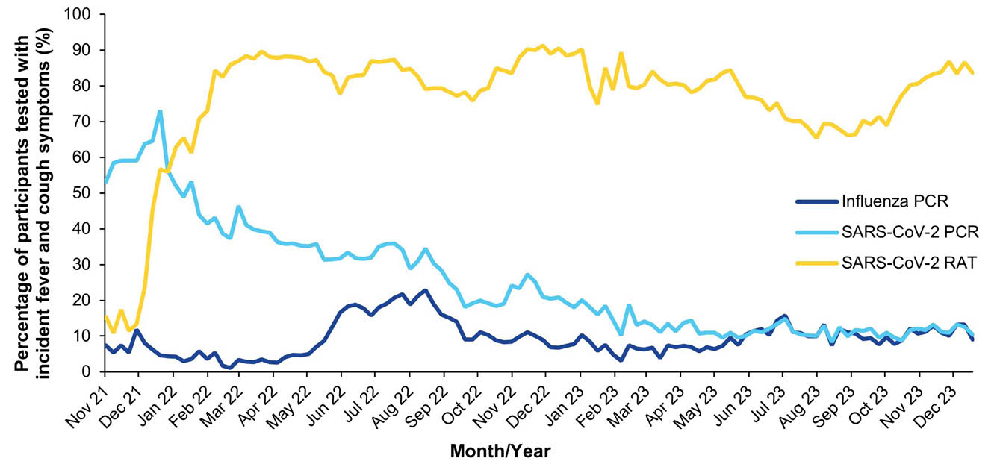 Percentage of participants tested with
incident fever and cough symptoms (%)
100
90
80
70
60
50
40
30
20
10
0
Influenza PCR
SARS-CoV-2 PCR
SARS-CoV-2 RAT
Nov 21
Dec 21
Jan 22
Feb 22
Mar 22
Apr 22
May 22
Jun 22
Jul 22
Aug 22
Sep 22
Oct 22
Nov 22
Dec 22
Jan 23
Feb 23
Mar 23
Apr 23
May 23
Jun 23
Jul 23
Aug 23
Sep 23
Oct 23
Nov 23
Dec 23
Month/Year